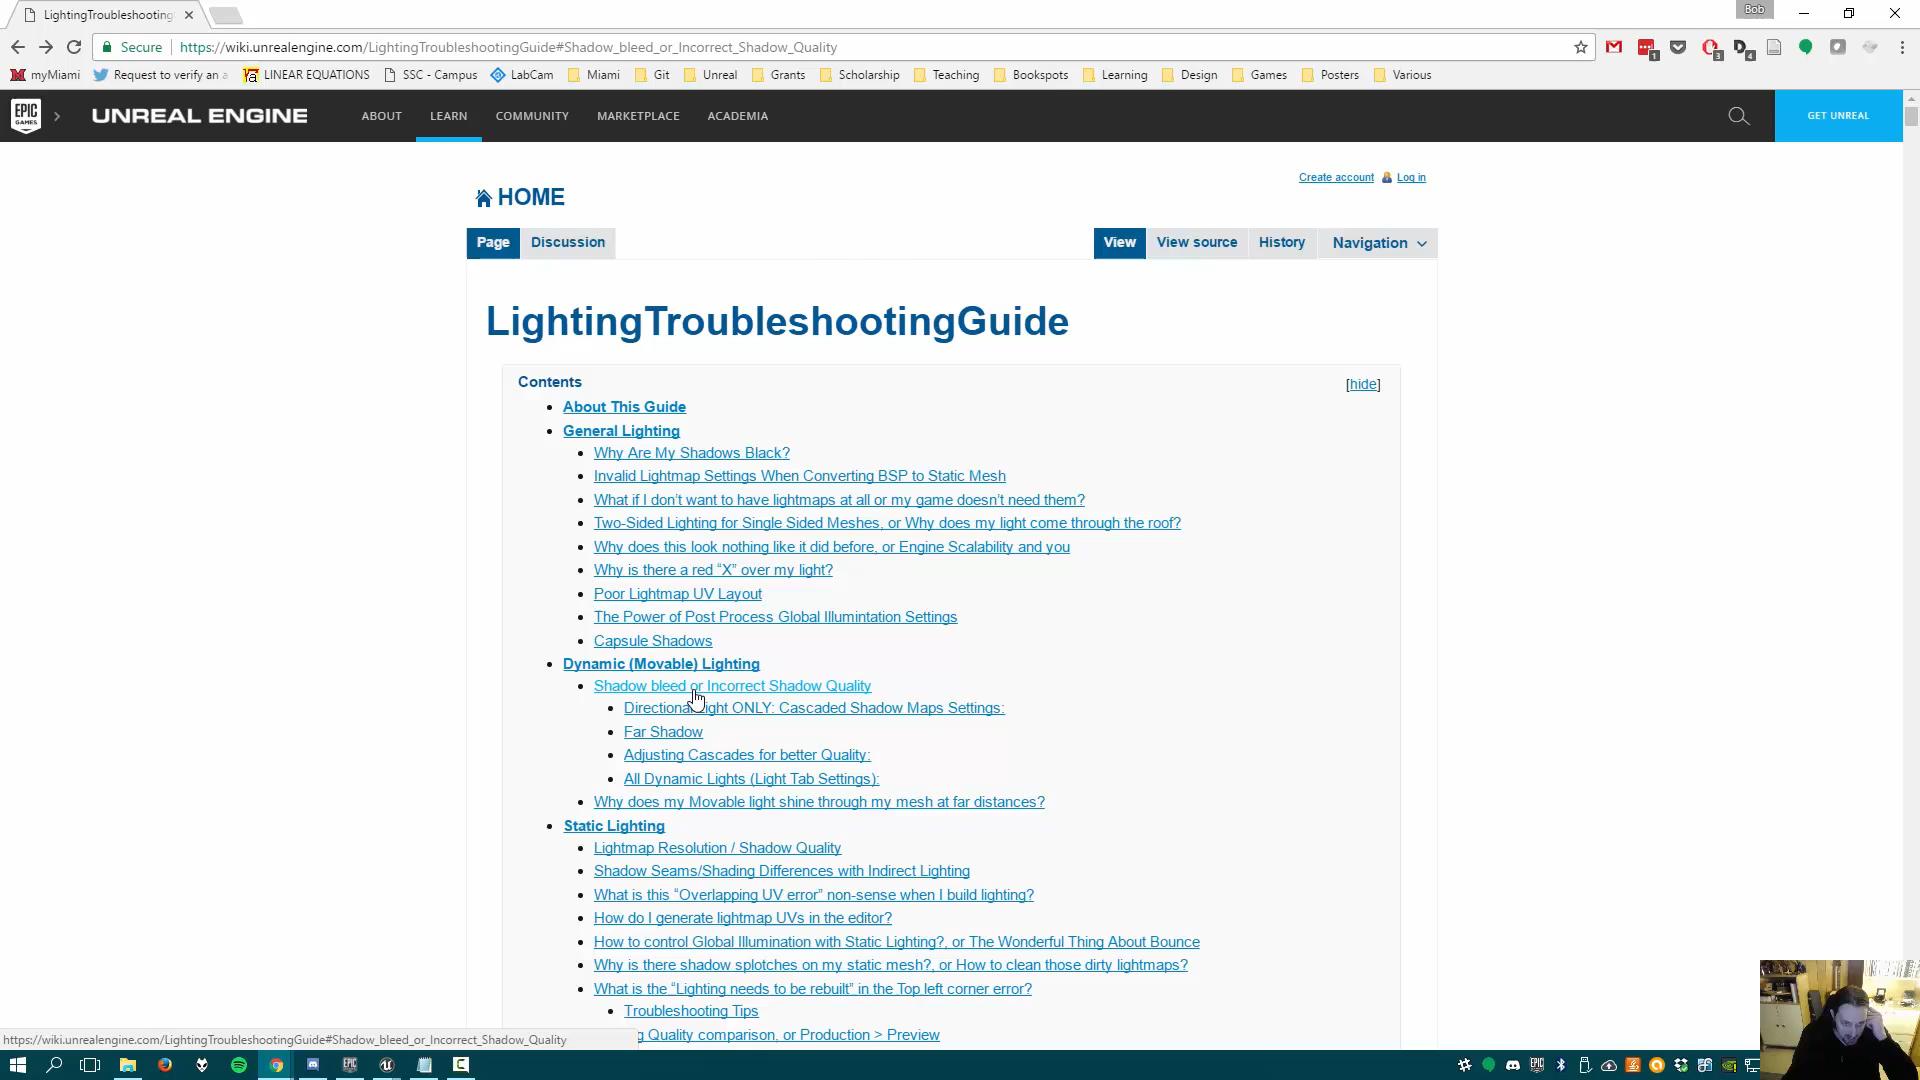 LightingTroubleshooting
Bob
Secure https://wiki.unrealengine.com/LightingTroubleshootingGuide#Shadow_bleed_or_Incorrect_Shadow_Quality
myMiami Request to verify an a LINEAR EQUATIONS SSC - Campus LabCam Miami Git Unreal Grants Scholarship Teaching Bookspots Learning Design Games Posters Various
EPIC GAMES UNREAL ENGINE ABOUT LEARN COMMUNITY MARKETPLACE ACADEMIA GET UNREAL
Create account Log in
HOME
Page Discussion View View source History Navigation
LightingTroubleshootingGuide
Contents [hide]
About This Guide
General Lighting
Why Are My Shadows Black?
Invalid Lightmap Settings When Converting BSP to Static Mesh
What if I don't want to have lightmaps at all or my game doesn't need them?
Two-Sided Lighting for Single Sided Meshes, or Why does my light come through the roof?
Why does this look nothing like it did before, or Engine Scalability and you
Why is there a red “X” over my light?
Poor Lightmap UV Layout
The Power of Post Process Global Illumintation Settings
Capsule Shadows
Dynamic (Movable) Lighting
Shadow bleed or Incorrect Shadow Quality
Directional Light ONLY: Cascaded Shadow Maps Settings:
Far Shadow
Adjusting Cascades for better Quality:
All Dynamic Lights (Light Tab Settings):
Why does my Movable light shine through my mesh at far distances?
Static Lighting
Lightmap Resolution / Shadow Quality
Shadow Seams/Shading Differences with Indirect Lighting
What is this “Overlapping UV error” non-sense when I build lighting?
How do I generate lightmap UVs in the editor?
How to control Global Illumination with Static Lighting?, or The Wonderful Thing About Bounce
Why is there shadow splotches on my static mesh?, or How to clean those dirty lightmaps?
What is the “Lighting needs to be rebuilt” in the Top left corner error?
Troubleshooting Tips
g Quality comparison, or Production > Preview
https://wiki.unrealengine.com/LightingTroubleshootingGuide#Shadow_bleed_or_Incorrect_Shadow_Quality